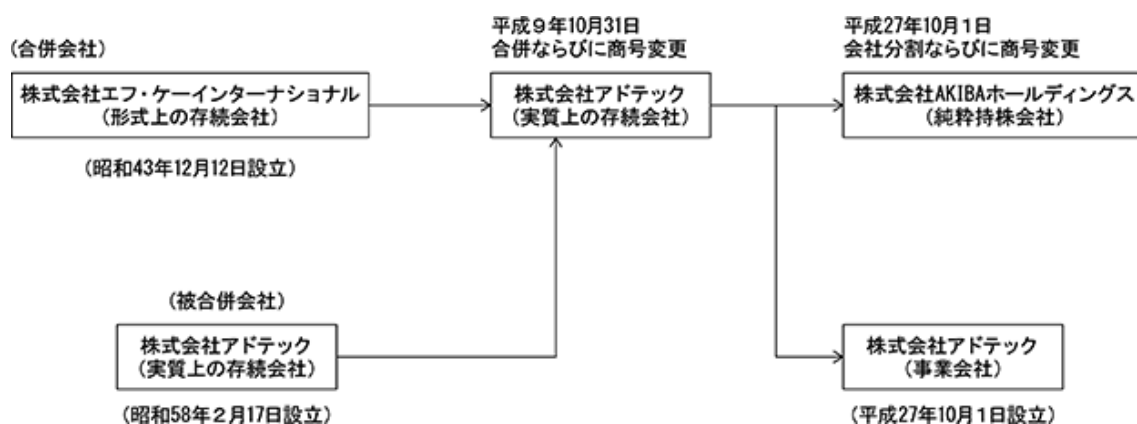 (合併会社)
株式会社エフ・ケーインターナショナル
(形式上の存続会社)
(昭和43年12月12日設立)
平成9年10月31日
合併ならびに商号変更
株式会社アドテック
(実質上の存続会社)
平成27年10月1日
会社分割ならびに商号変更
株式会社AKIBAホールディングス
(純粋持株会社)
(被合併会社)
株式会社アドテック
(実質上の存続会社)
(昭和58年2月17日設立)
株式会社アドテック
(事業会社)
(平成27年10月1日設立)